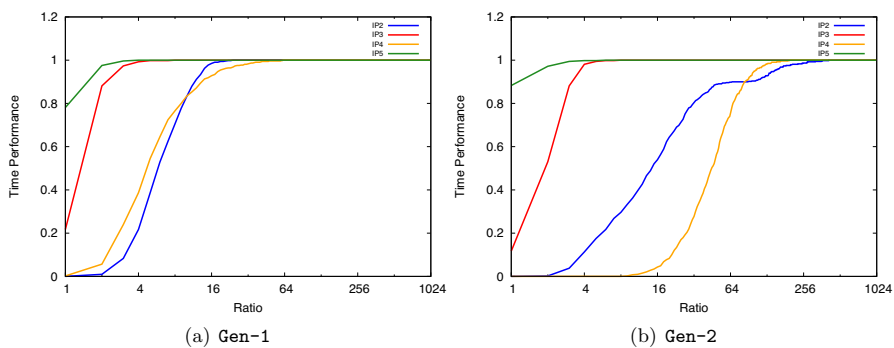 IP2
IP3
IP4
IP5
Time Performance
1.2
1
0.8
0.6
0.4
0.2
0
1
4
16
64
256
1024
Ratio
(a) Gen-1
IP2
IP3
IP4
IP5
Time Performance
1.2
1
0.8
0.6
0.4
0.2
0
1
4
16
64
256
1024
Ratio
(b) Gen-2